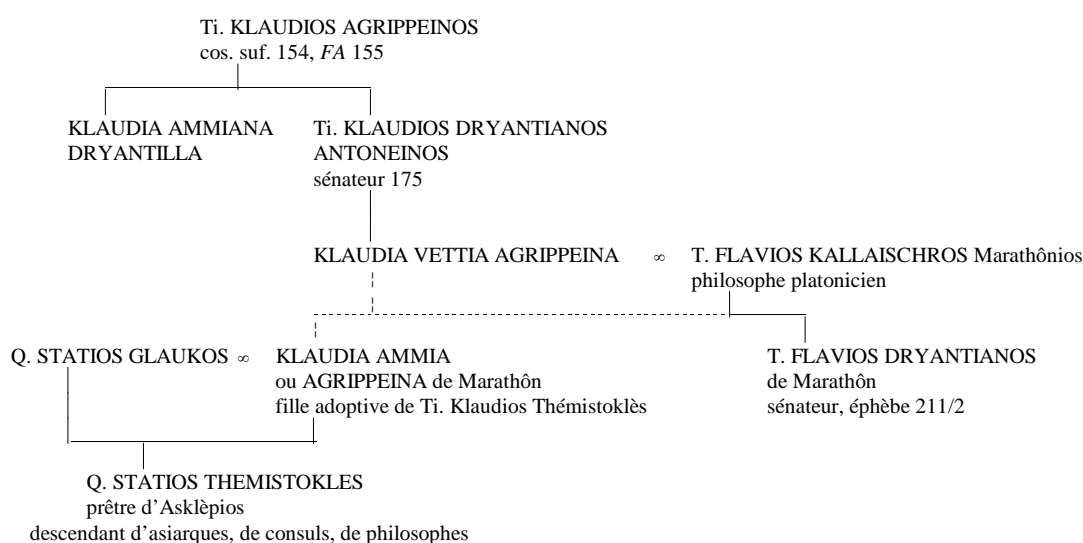 Ti. KLAUDIOS AGRIPPEINOS
cos. suf. 154, FA 155
KLAUDIA AMMIANA
DRYANTILLA
Ti. KLAUDIOS DRYANTIANOS
ANTONEINOS
sénateur 175
KLAUDIA VETTIA AGRIPPEINA ∞ T. FLAVIOS KALLAISCHROS Marathônios
philosophe platonicien
Q. STATIOS GLAUKOS ∞ KLAUDIA AMMIA
ou AGRIPPEINA de Marathôn
fille adoptive de Ti. Klaudios Thémistoklès
T. FLAVIOS DRYANTIANOS
de Marathôn
sénateur, éphèbe 211/2
Q. STATIOS THEMISTOKLES
prêtre d'Asklèpios
descendant d'asiarques, de consuls, de philosophes